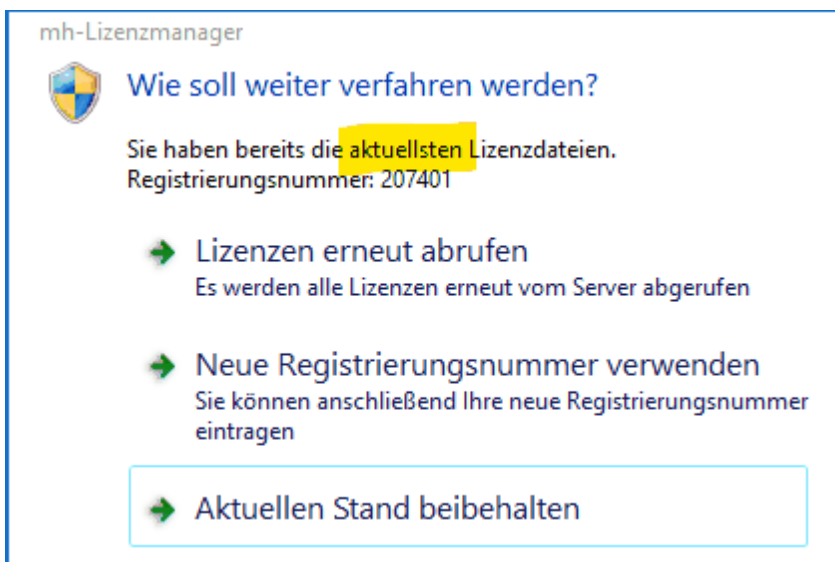 mh-Lizenzmanager
Wie soll weiter verfahren werden?
Sie haben bereits die aktuellsten Lizenzdateien.
Registrierungsnummer: 207401
Lizenzen erneut abrufen
Es werden alle Lizenzen erneut vom Server abgerufen
Neue Registrierungsnummer verwenden
Sie können anschließend Ihre neue Registrierungsnummer
eintragen
Aktuellen Stand beibehalten